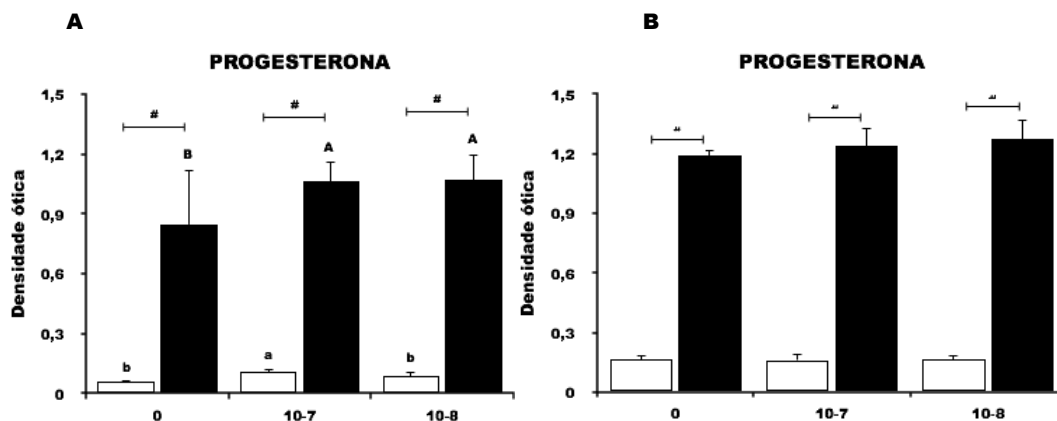 A
PROGESTERONA
Densidade ótica
1,5
1,2
0,9
0,6
0,3
0
#
#
#
B
A
A
b
a
b
0
10-7
10-8
B
PROGESTERONA
Densidade ótica
1,5
1,2
0,9
0,6
0,3
0
0
10-7
10-8